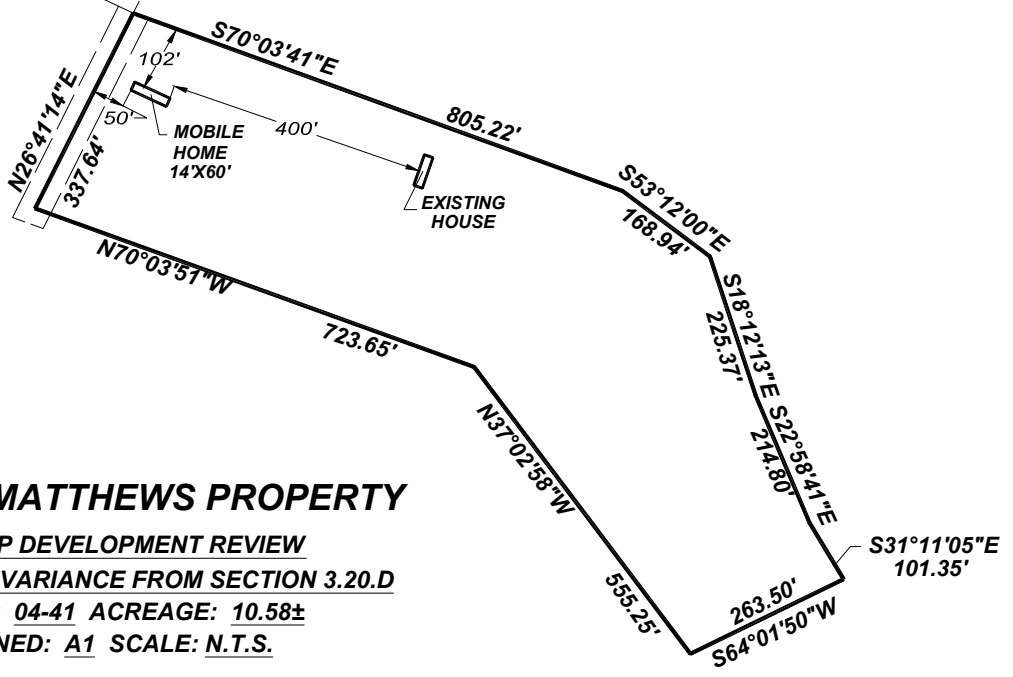 S70°03'41"E
805.22'
N26°41'14"E
337.64'
102'
50'
400'
MOBILE
HOME
14'X60'
EXISTING
HOUSE
S53°12'00"E
168.94'
S18°12'13"E
225.37'
S22°58'41"E
214.80'
S31°11'05"E
101.35'
N70°03'51"W
723.65'
N37°02'58"W
555.25'
263.50'
S64°01'50"W
MATTHEWS PROPERTY
P DEVELOPMENT REVIEW
VARIANCE FROM SECTION 3.20.D
04-41 ACREAGE: 10.58±
NED: A1 SCALE: N.T.S.